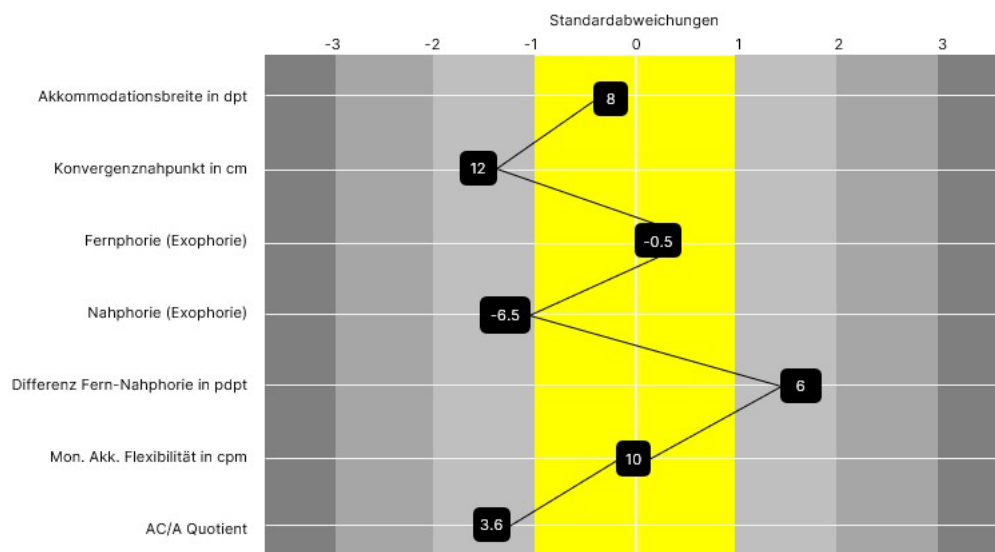 Standardabweichungen
-3 -2 -1 0 1 2 3
Akkommodationsbreite in dpt 8
Konvergenznahpunkt in cm 12
Fernphorie (Exophorie) -0.5
Nahphorie (Exophorie) -6.5
Differenz Fern-Nahphorie in pdpt 6
Mon. Akk. Flexibilität in cpm 10
AC/A Quotient 3.6